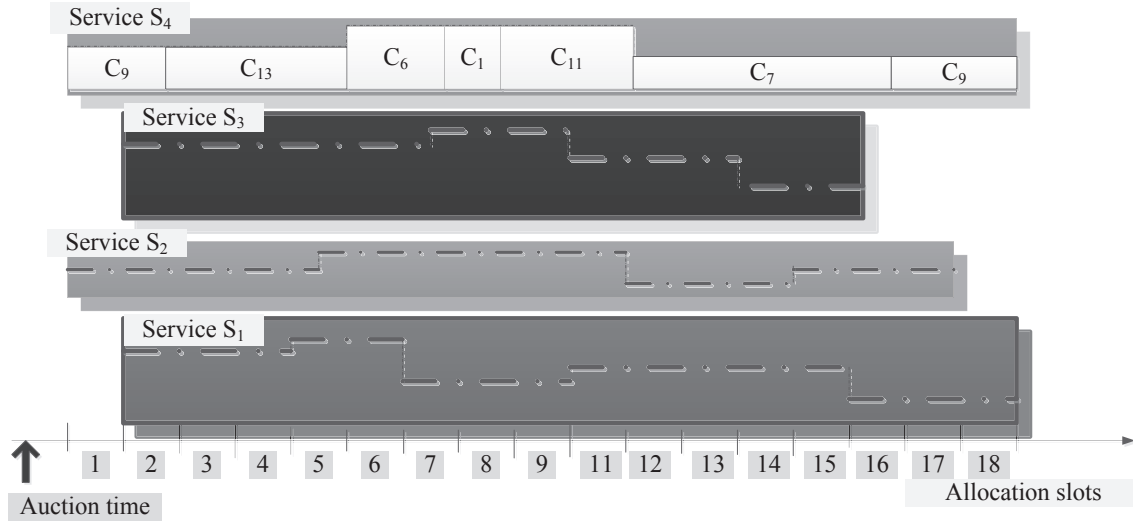 Service S₄
C₉ C₁₃ C₆ C₁ C₁₁ C₇ C₉
Service S₃
Service S₂
Service S₁
1 2 3 4 5 6 7 8 9 11 12 13 14 15 16 17 18
Auction time Allocation slots